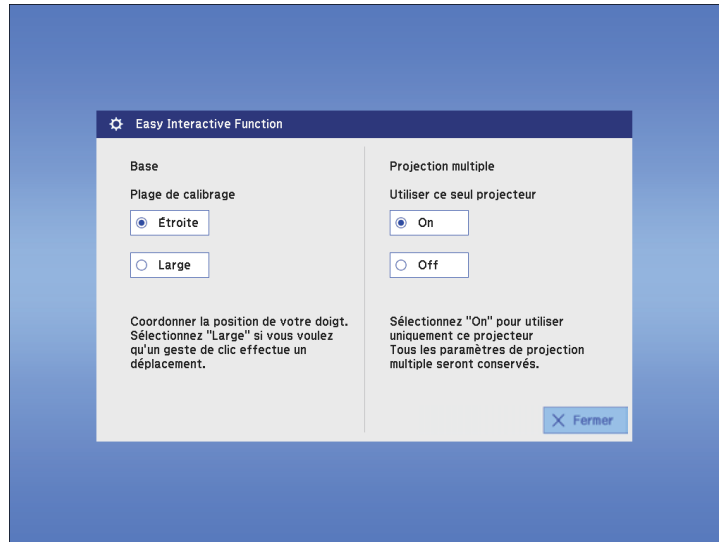 Easy Interactive Function
Base
Plage de calibrage
Étroite
Large
Coordonner la position de votre doigt.
Sélectionnez "Large" si vous voulez
qu'un geste de clic effectue un
déplacement.
Projection multiple
Utiliser ce seul projecteur
On
Off
Sélectionnez "On" pour utiliser
uniquement ce projecteur
Tous les paramètres de projection
multiple seront conservés.
Fermer